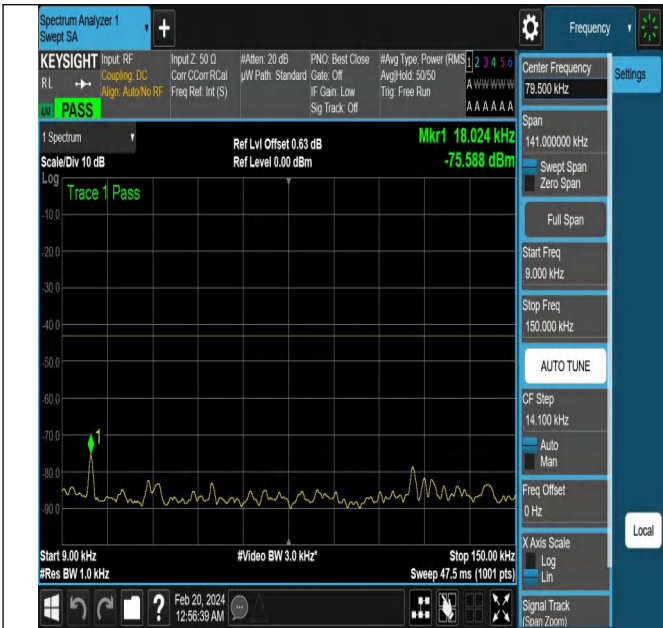 Spectrum Analyzer 1
Swept SA
+
Frequency
KEYSIGHT
RL
PASS
Input: RF
Coupling: DC
Align: Auto/No RF
Input Z: 50 Ω
Corr CCorr RCal
Freq Ref: Int (S)
#Atten: 20 dB
µW Path: Standard
PNO: Best Close
Gate: Off
IF Gain: Low
Sig Track: Off
#Avg Type: Power (RMS
Avg|Hold: 50/50
Trig: Free Run
1 2 3 4 5 6
A W W W W W
A A A A A A
1 Spectrum
Scale/Div 10 dB
Ref Lvl Offset 0.63 dB
Ref Level 0.00 dBm
Mkr1 18.024 kHz
-75.588 dBm
Log
Trace 1 Pass
-10.0
-20.0
-30.0
-40.0
-50.0
-60.0
-70.0
-80.0
-90.0
1
Start 9.00 kHz
#Res BW 1.0 kHz
#Video BW 3.0 kHz*
Stop 150.00 kHz
Sweep 47.5 ms (1001 pts)
?
Feb 20, 2024
12:56:39 AM
Center Frequency
79.500 kHz
Settings
Span
141.000000 kHz
Swept Span
Zero Span
Full Span
Start Freq
9.000 kHz
Stop Freq
150.000 kHz
AUTO TUNE
CF Step
14.100 kHz
Auto
Man
Freq Offset
0 Hz
X Axis Scale
Log
Lin
Local
Signal Track
(Span Zoom)